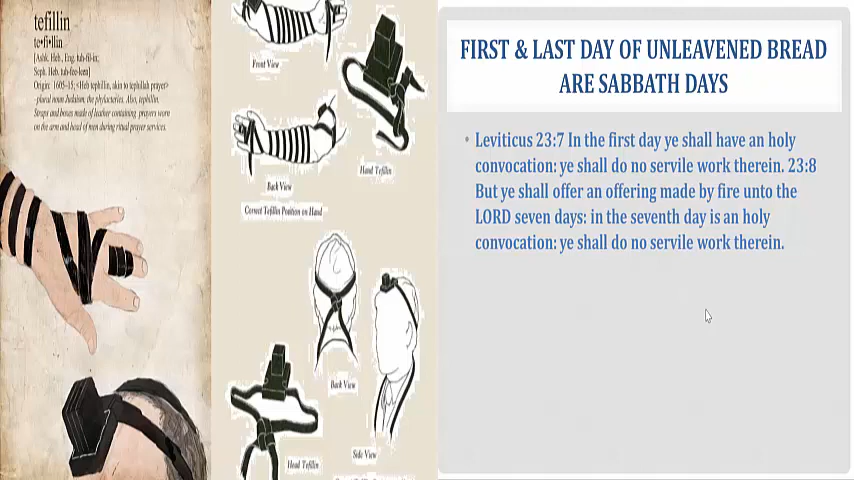 tefillin
te•fi•llin
[Ashk. Heb., Eng. tuh-fil-in;
Seph. Heb. tuh-fee-leen]
Origin: 1605–15; <Heb tephillin, akin to tephillah prayer>
-plural noun Judaism, the phylacteries. Also, tephillin.
Straps and boxes made of leather containing prayers worn
on the arm and head of men during ritual prayer services.
Front View
Hand Tefillin
Back View
Correct Tefillin Position on Hand
Back View
Side View
Head Tefillin
FIRST & LAST DAY OF UNLEAVENED BREAD
ARE SABBATH DAYS
• Leviticus 23:7 In the first day ye shall have an holy
convocation: ye shall do no servile work therein. 23:8
But ye shall offer an offering made by fire unto the
LORD seven days: in the seventh day is an holy
convocation: ye shall do no servile work therein.